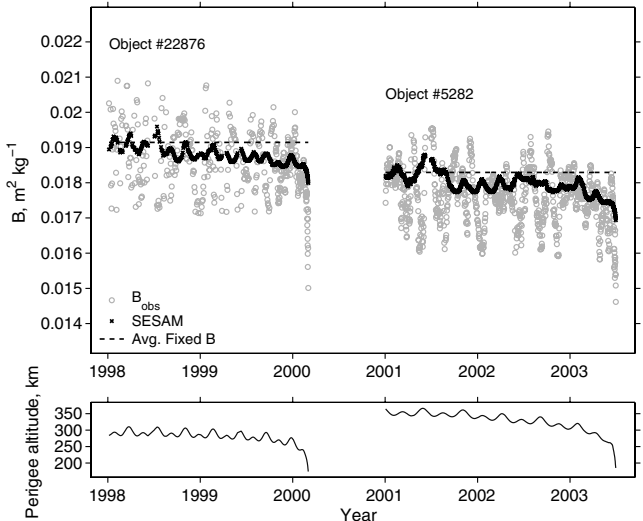 B, m² kg⁻¹
0.022
0.021
0.02
0.019
0.018
0.017
0.016
0.015
0.014
Object #22876
Object #5282
B_obs
SESAM
Avg. Fixed B
1998 1999 2000 2001 2002 2003
Perigee altitude, km
350
300
250
200
1998 1999 2000 2001 2002 2003
Year